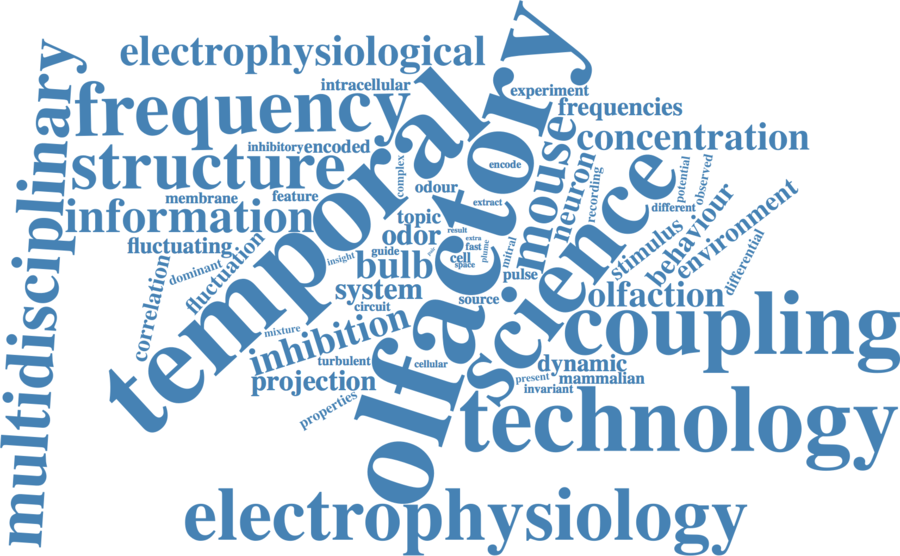 electrophysiological
intracellular
experiment
frequency
frequencies
multidisciplinary
concentration
inhibitory
encoded
structure
complex
encode
mouse
neuron
recording
potential
observed
membrane
feature
odour
extract
different
information
temporal
olfactory
science
topic
odor
result
extra
fast
cell
space
plume
mitral
stimulus
behaviour
environment
differential
fluctuating
fluctuation
dominant
correlation
insight
guide
bulb
pulse
system
source
olfaction
circuit
coupling
mixture
inhibition
turbulent
cellular
dynamic
projection
present
mammalian
invariant
properties
technology
electrophysiology